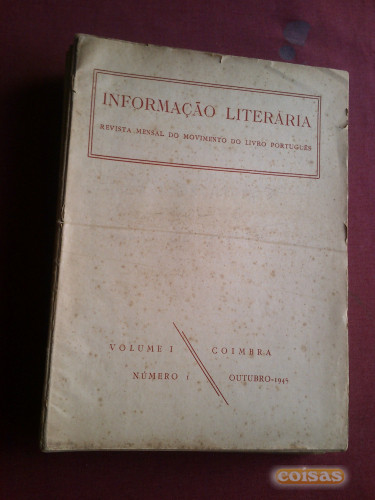 INFORMAÇÃO LITERÁRIA
REVISTA MENSAL DO MOVIMENTO DO LIVRO PORTUGUÊS
VOLUME I COIMBRA
NÚMERO 1 OUTUBRO-1945
coisas